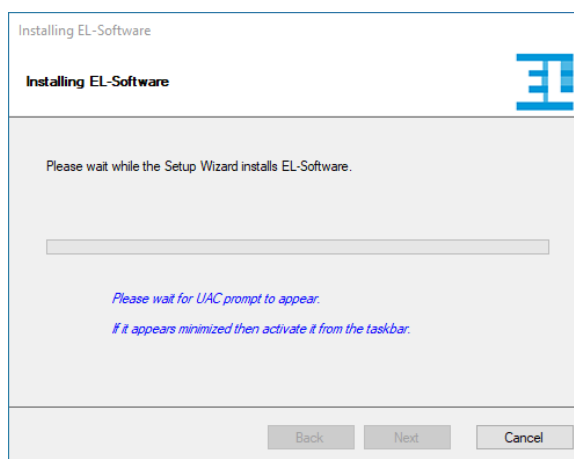 Installing EL-Software
Installing EL-Software
EL
Please wait while the Setup Wizard installs EL-Software.
Please wait for UAC prompt to appear.
If it appears minimized then activate it from the taskbar.
Back Next Cancel